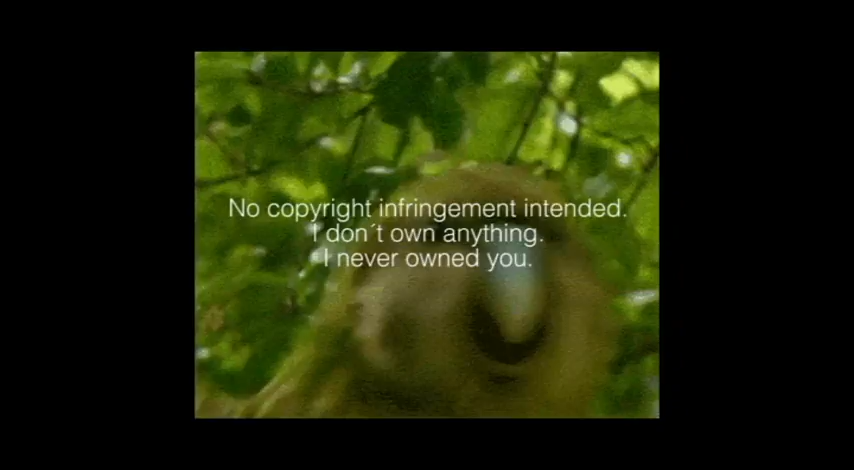 No copyright infringement intended.
I don´t own anything.
I never owned you.